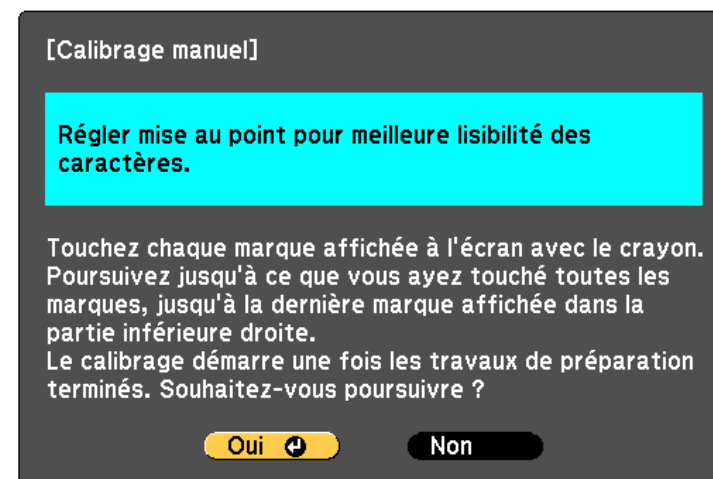 [Calibrage manuel]
Régler mise au point pour meilleure lisibilité des
caractères.
Touchez chaque marque affichée à l'écran avec le crayon.
Poursuivez jusqu'à ce que vous ayez touché toutes les
marques, jusqu'à la dernière marque affichée dans la
partie inférieure droite.
Le calibrage démarre une fois les travaux de préparation
terminés. Souhaitez-vous poursuivre ?
Oui Non